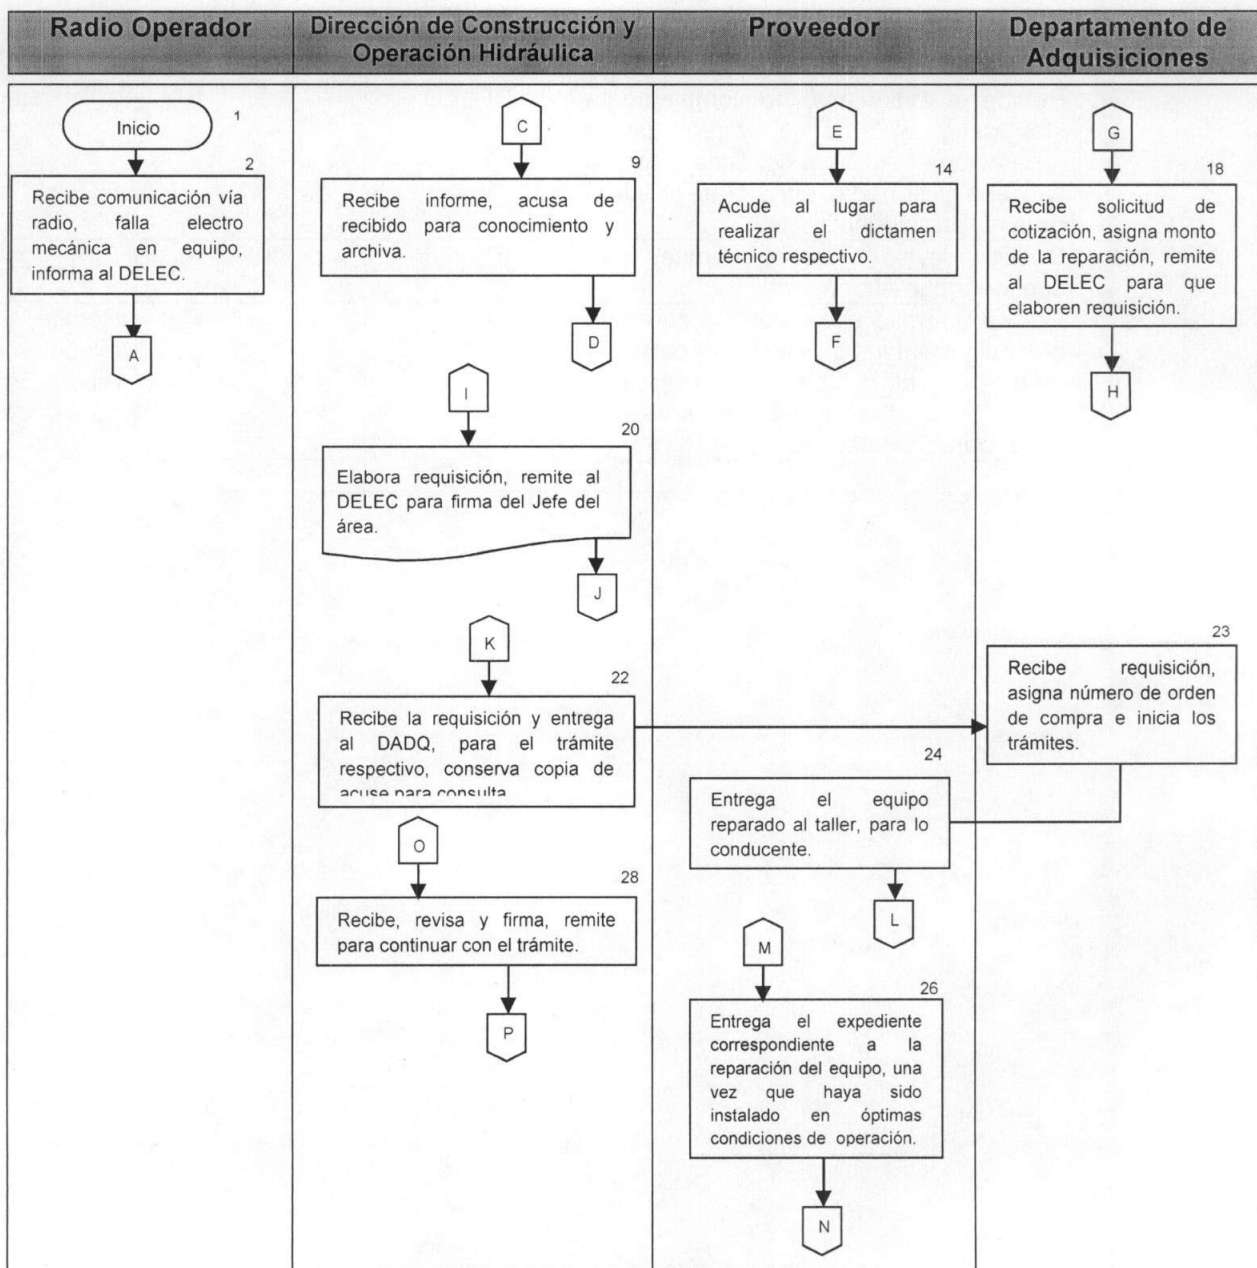 Radio Operador
Dirección de Construcción y
Operación Hidráulica
Proveedor
Departamento de
Adquisiciones
Inicio
1
2
Recibe comunicación vía
radio, falla electro
mecánica en equipo,
informa al DELEC.
A
C
9
Recibe informe, acusa de
recibido para conocimiento y
archiva.
D
I
20
Elabora requisición, remite al
DELEC para firma del Jefe del
área.
J
K
22
Recibe la requisición y entrega
al DADQ, para el trámite
respectivo, conserva copia de
acuse para consulta
O
28
Recibe, revisa y firma, remite
para continuar con el trámite.
P
E
14
Acude al lugar para
realizar el dictamen
técnico respectivo.
F
24
Entrega el equipo
reparado al taller, para lo
conducente.
L
M
26
Entrega el expediente
correspondiente a la
reparación del equipo, una
vez que haya sido
instalado en óptimas
condiciones de operación.
N
G
18
Recibe solicitud de
cotización, asigna monto
de la reparación, remite
al DELEC para que
elaboren requisición.
H
23
Recibe requisición,
asigna número de orden
de compra e inicia los
trámites.